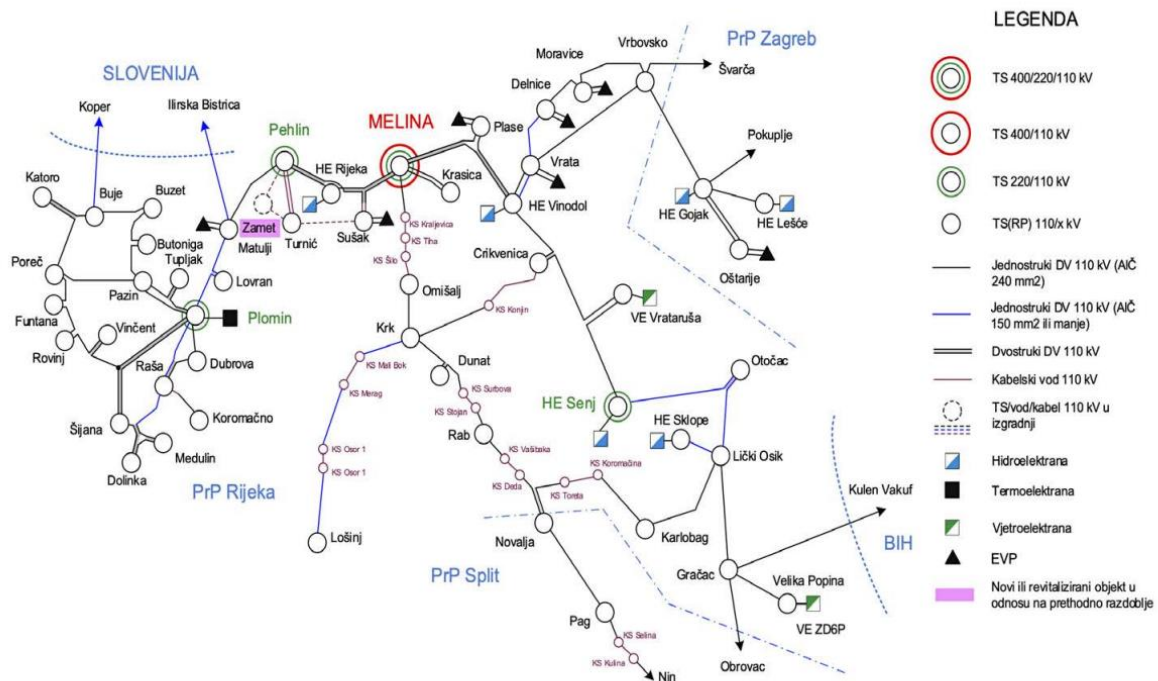 LEGENDA
TS 400/220/110 kV
TS 400/110 kV
TS 220/110 kV
TS(RP) 110/x kV
Jednostruki DV 110 kV (AlČ
240 mm2)
Jednostruki DV 110 kV (AlČ
150 mm2 ili manje)
Dvostruki DV 110 kV
Kabelski vod 110 kV
TS/vod/kabel 110 kV u
izgradnji
Hidroelektrana
Termoelektrana
Vjetroelektrana
EVP
Novi ili revitalizirani objekt u
odnosu na prethodno razdoblje
SLOVENIJA
PrP Zagreb
PrP Rijeka
PrP Split
BIH
Koper
Ilirska Bistrica
Pehlin
MELINA
Moravice
Vrbovsko
Delnice
Švarča
Plase
Pokuplje
Katoro
Buje
Buzet
HE Rijeka
Krasica
Vrata
HE Vinodol
HE Gojak
HE Lešće
Zamet
Matulji
Turnić
Sušak
Oštarije
Butoniga
Tupljak
Poreč
Pazin
Lovran
KS Kraljevica
KS Tiha
KS Šilo
Crikvenica
Omišalj
Funtana
Vinčent
Plomin
Rovinj
Raša
Dubrova
KS Konjin
VE Vrataruša
Krk
Dunat
KS Mali Bok
KS Merag
KS Surbova
KS Stojan
Koromačno
Šijana
Medulin
Dolinka
Otočac
HE Senj
HE Sklope
Rab
Lički Osik
KS Osor 1
KS Osor 1
KS Vašibaka
KS Deda
KS Koromačina
KS Toreta
Kulen Vakuf
Lošinj
Novalja
Karlobag
Gračac
Velika Popina
VE ZD6P
Pag
KS Selina
KS Kulina
Nin
Obrovac